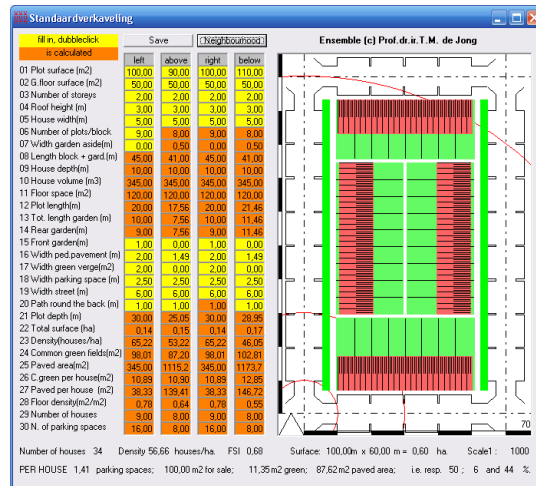 Standaardverkaveling
fill in, dubbleclick Save Neighbourhood Ensemble (c) Prof.dr.ir.T.M. de Jong
is calculated
left above right below
01 Plot surface (m2) 100,00 90,00 100,00 110,00
02 G.floor surface (m2) 50,00 50,00 50,00 50,00
03 Number of storeys 2,00 2,00 2,00 2,00
04 Roof height (m) 3,00 3,00 3,00 3,00
05 House width(m) 5,00 5,00 5,00 5,00
06 Number of plots/block 9,00 8,00 9,00 8,00
07 Width garden aside(m) 0,00 0,50 0,00 0,50
08 Length block + gard.(m) 45,00 41,00 45,00 41,00
09 House depth(m) 10,00 10,00 10,00 10,00
10 House volume (m3) 345,00 345,00 345,00 345,00
11 Floor space (m2) 120,00 120,00 120,00 120,00
12 Plot length(m) 20,00 17,56 20,00 21,46
13 Tot. length garden (m) 10,00 7,56 10,00 11,46
14 Rear garden(m) 9,00 7,56 9,00 11,46
15 Front garden(m) 1,00 0,00 1,00 0,00
16 Width ped.pavement (m) 2,00 1,49 2,00 1,49
17 Width green verge(m2) 2,00 0,00 2,00 0,00
18 Width parking space (m) 2,50 2,50 2,50 2,50
19 Width street (m) 6,00 6,00 6,00 6,00
20 Path round the back (m) 1,00 1,00 1,00 1,00
21 Plot depth (m) 30,00 25,05 30,00 28,95
22 Total surface (ha) 0,14 0,15 0,14 0,17
23 Density(houses/ha) 65,22 53,22 65,22 46,05
24 Common green fields(m2) 98,01 87,20 98,01 102,81
25 Paved area(m2) 345,00 1115,2 345,00 1173,7
26 C.green per house(m2) 10,89 10,90 10,89 12,85
27 Paved per house (m2) 38,33 139,41 38,33 146,72
28 Floor density(m2/m2) 0,78 0,64 0,78 0,55
29 Number of houses 9,00 8,00 9,00 8,00
30 N. of parking spaces 16,00 8,00 16,00 8,00
70
Number of houses 34 Density 56,66 houses/ha. FSI 0,68 Surface: 100,00m x 60,00 m = 0,60 ha. Scale1 : 1000
PER HOUSE 1,41 parking spaces; 100,00 m2 for sale; 11,35 m2 green; 87,62 m2 paved area; i.e. resp. 50 ; 6 and 44 %.